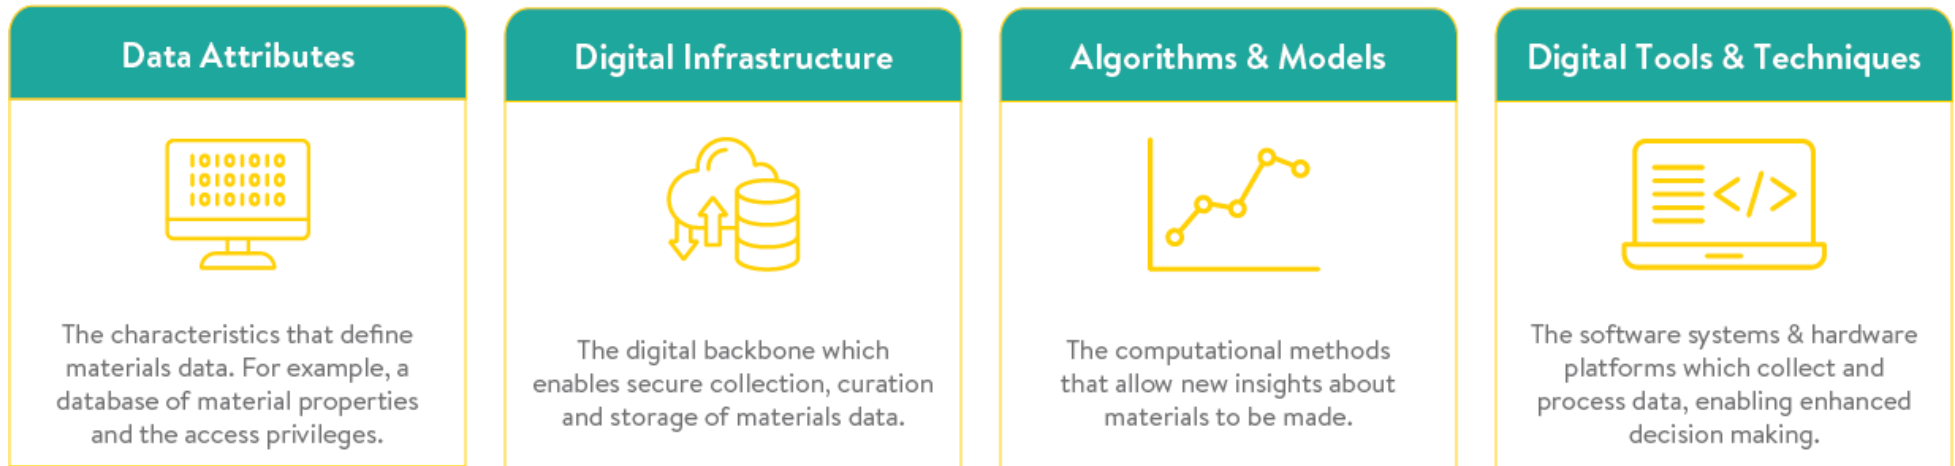 Data Attributes
10101010
10101010
10101010
The characteristics that define
materials data. For example, a
database of material properties
and the access privileges.
Digital Infrastructure
The digital backbone which
enables secure collection, curation
and storage of materials data.
Algorithms & Models
The computational methods
that allow new insights about
materials to be made.
Digital Tools & Techniques
</>
The software systems & hardware
platforms which collect and
process data, enabling enhanced
decision making.